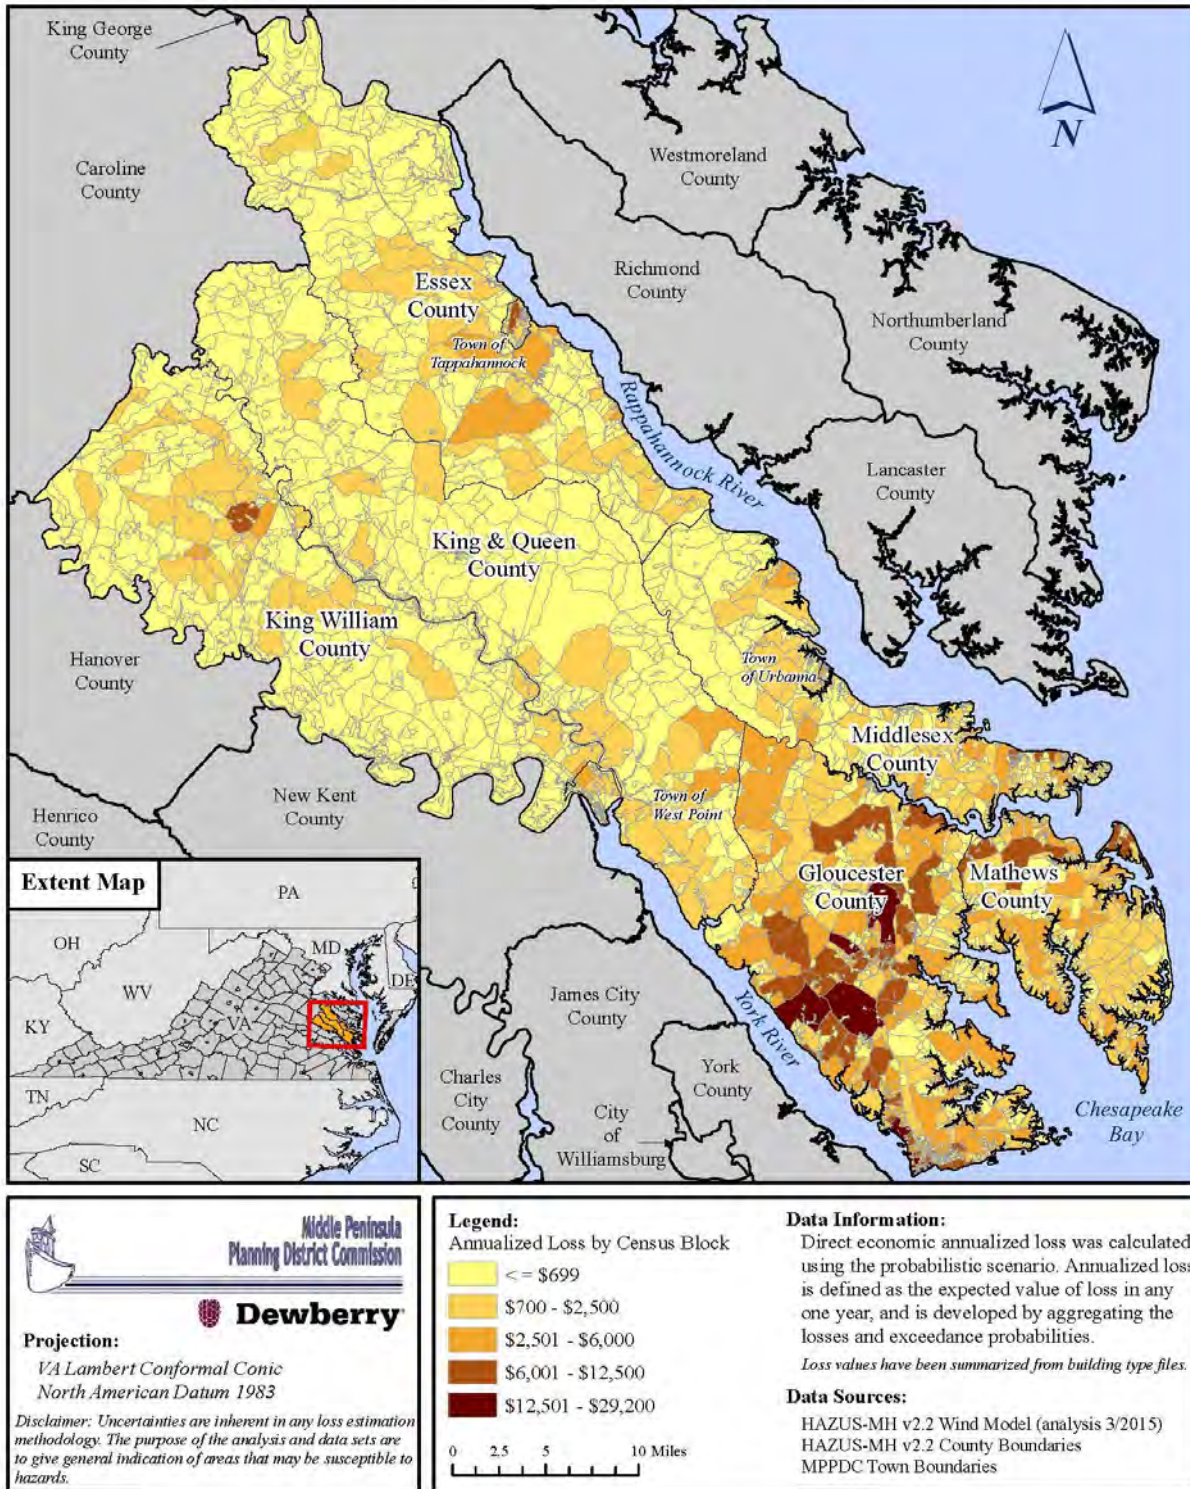 King George
County
Caroline
County
Westmoreland
County
Richmond
County
Northumberland
County
Essex
County
Town of
Tappahannock
Rappahannock River
Lancaster
County
King & Queen
County
King William
County
Hanover
County
Town
of Urbanna
Middlesex
County
New Kent
County
Henrico
County
Town of
West Point
Gloucester
County
Mathews
County
James City
County
York River
York
County
Charles
City
County
City
of
Williamsburg
Chesapeake
Bay
N
Extent Map
PA
OH
MD
DE
WV
VA
KY
TN
NC
SC
Middle Peninsula
Planning District Commission
Dewberry
Projection:
VA Lambert Conformal Conic
North American Datum 1983
Disclaimer: Uncertainties are inherent in any loss estimation
methodology. The purpose of the analysis and data sets are
to give general indication of areas that may be susceptible to
hazards.
Legend:
Annualized Loss by Census Block
< = $699
$700 - $2,500
$2,501 - $6,000
$6,001 - $12,500
$12,501 - $29,200
0 2.5 5 10 Miles
Data Information:
Direct economic annualized loss was calculated
using the probabilistic scenario. Annualized loss
is defined as the expected value of loss in any
one year, and is developed by aggregating the
losses and exceedance probabilities.
Loss values have been summarized from building type files.
Data Sources:
HAZUS-MH v2.2 Wind Model (analysis 3/2015)
HAZUS-MH v2.2 County Boundaries
MPPDC Town Boundaries